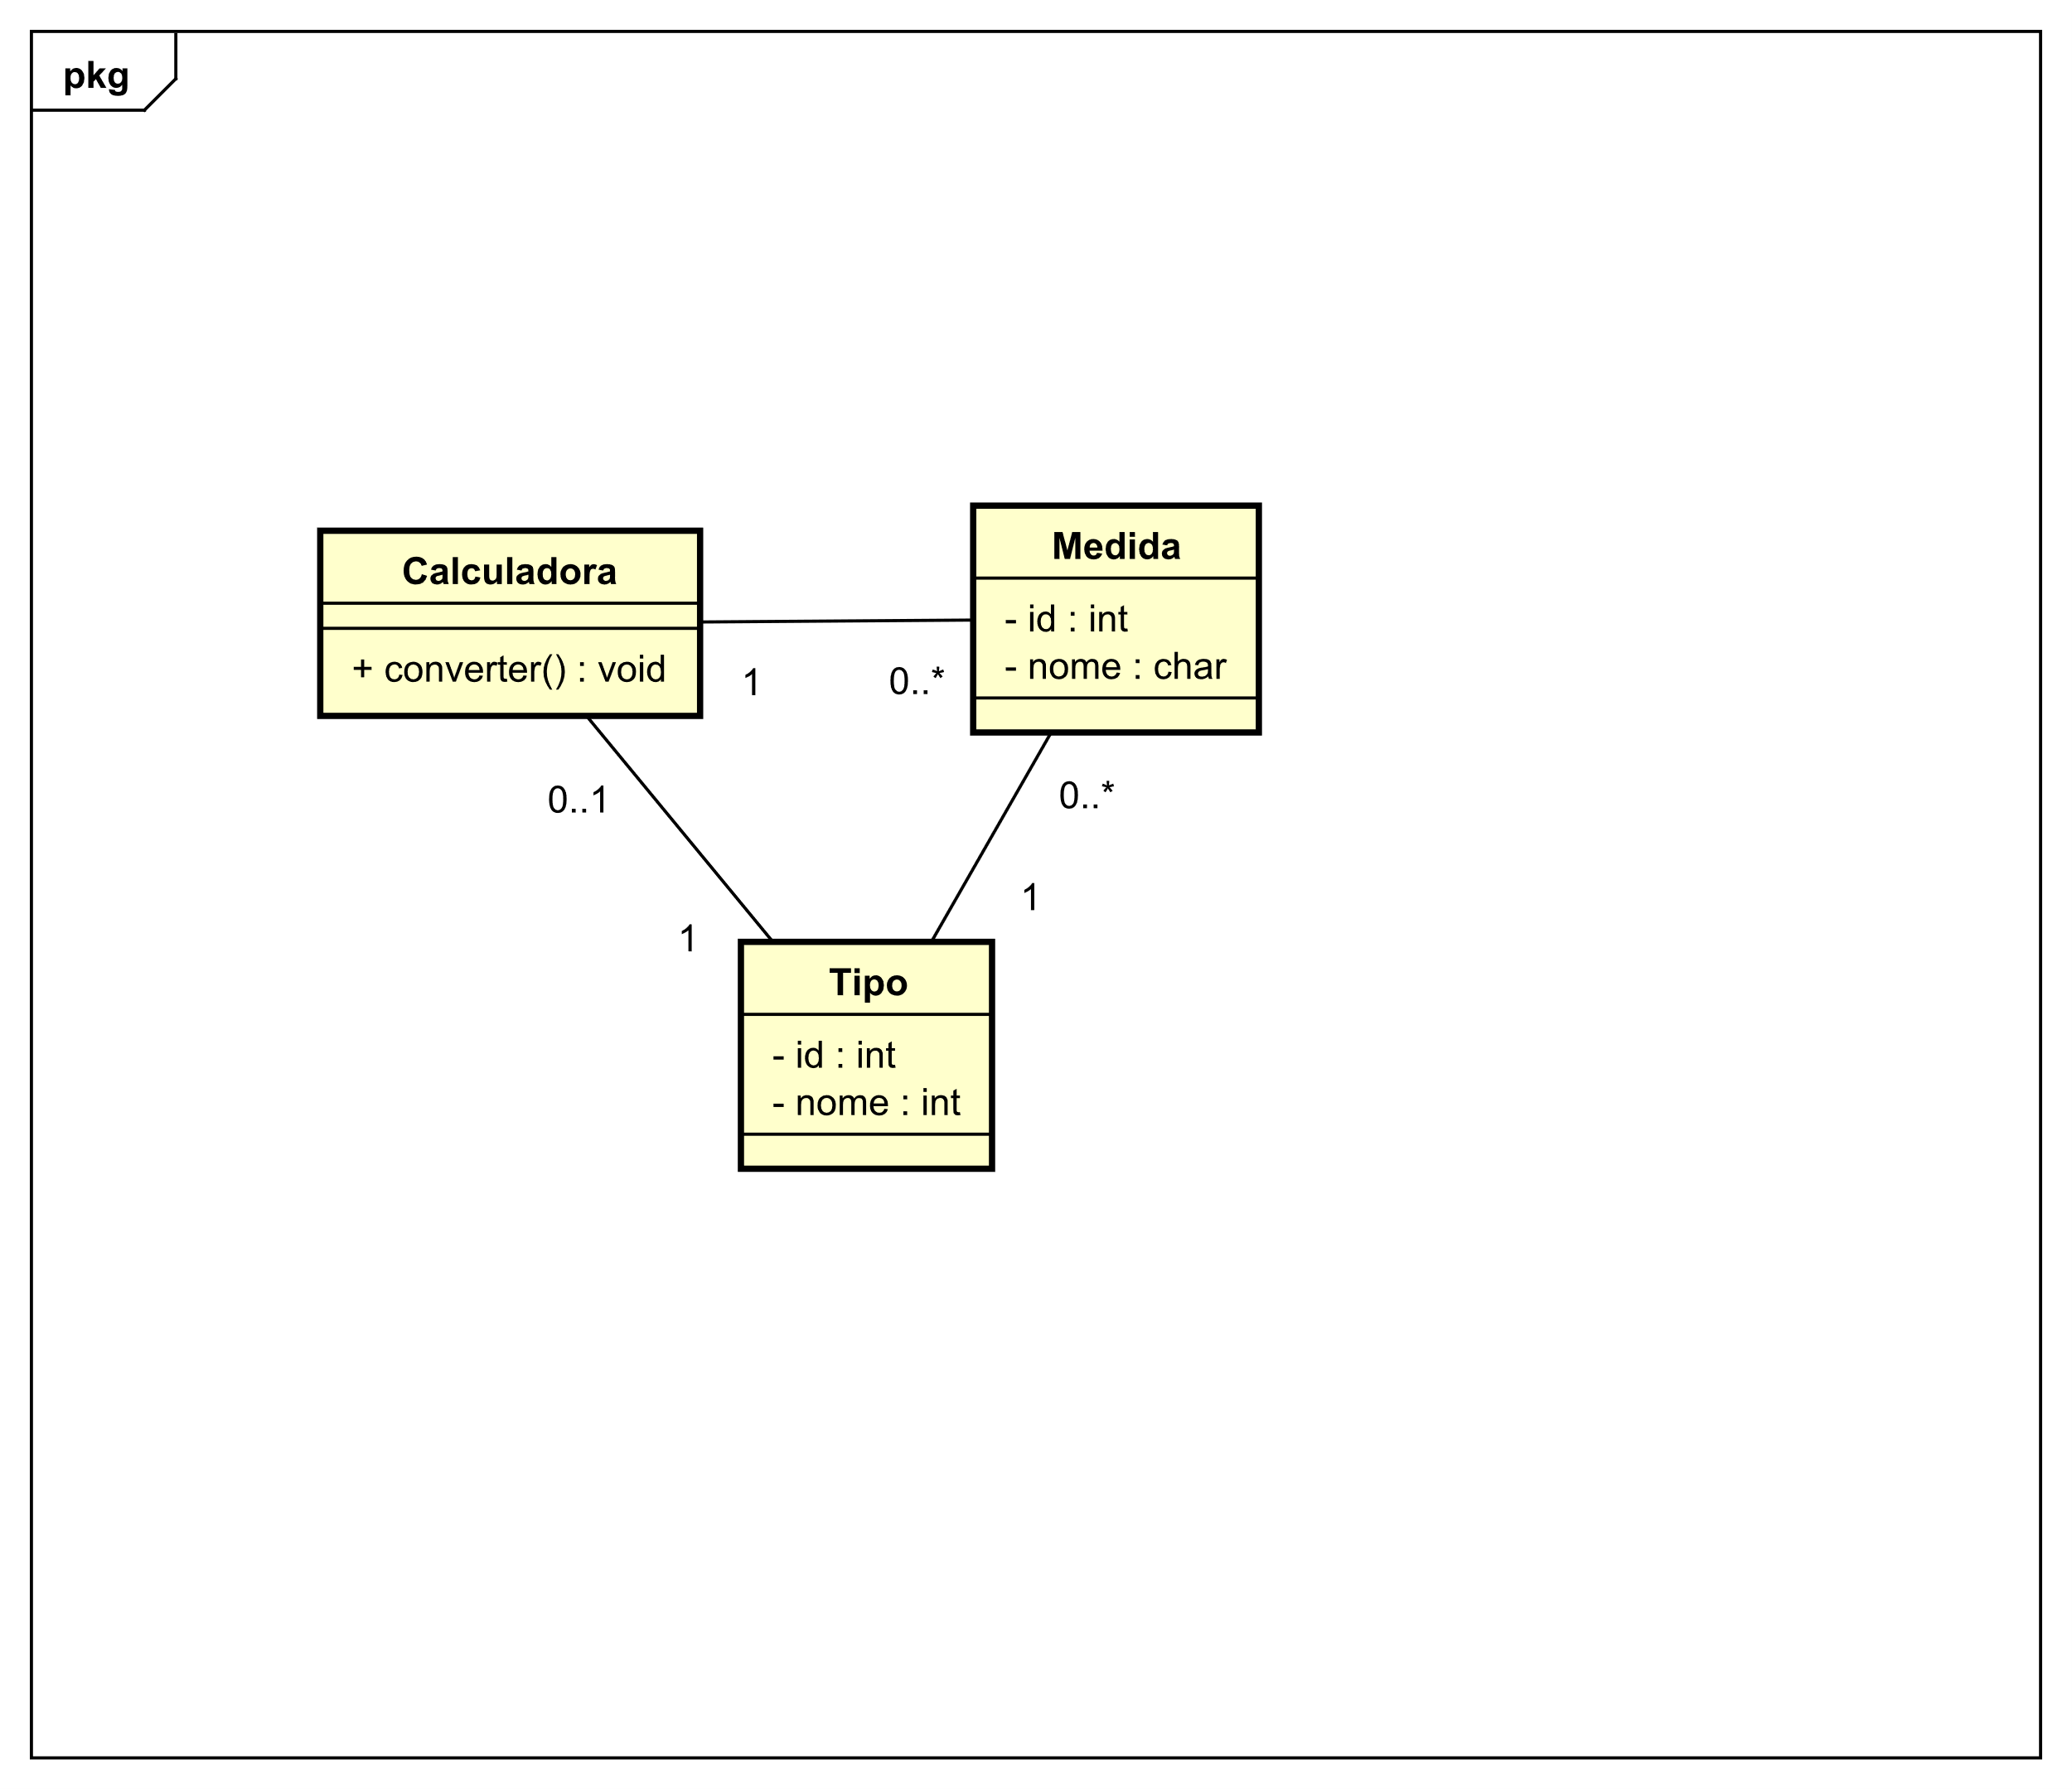 pkg
Calculadora
+ converter() : void
Medida
- id : int
- nome : char
1
0..*
0..1
1
0..*
1
Tipo
- id : int
- nome : int